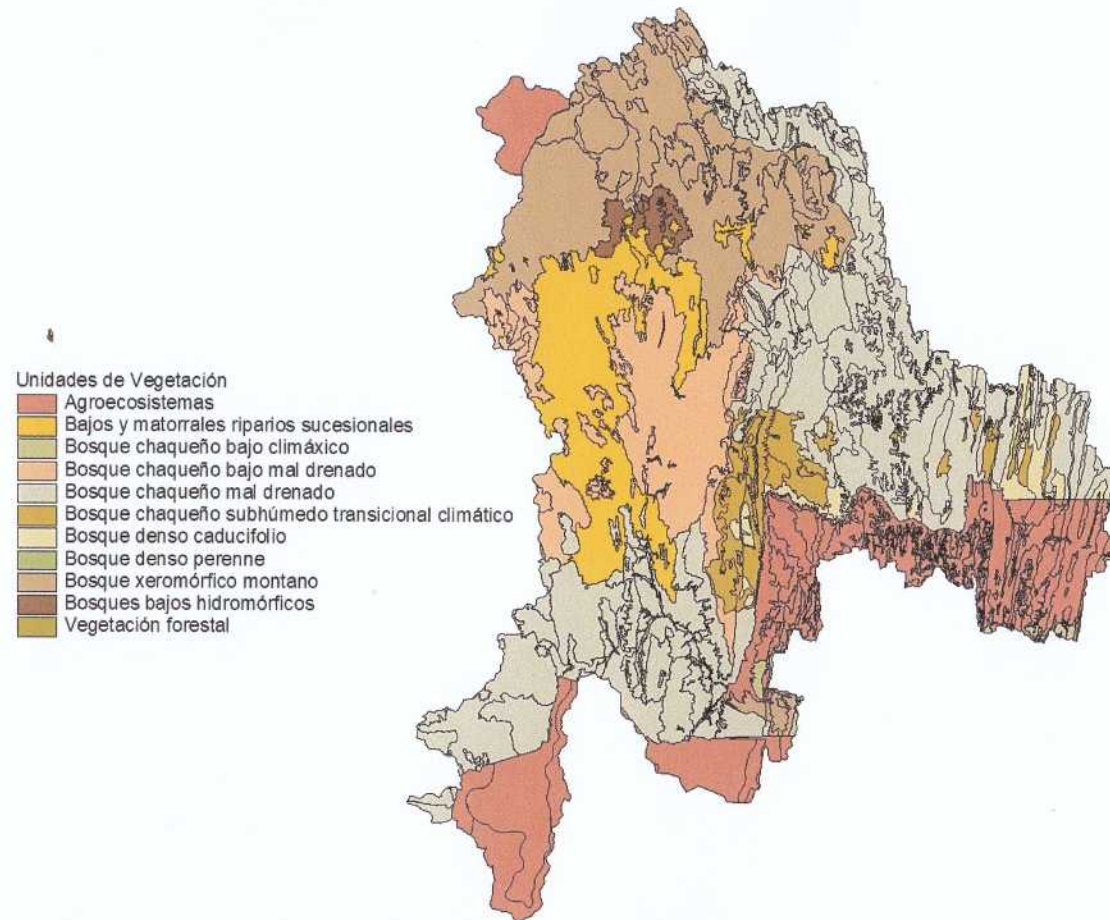 Unidades de Vegetación
Agroecosistemas
Bajos y matorrales riparios sucesionales
Bosque chaqueño bajo climáxico
Bosque chaqueño bajo mal drenado
Bosque chaqueño mal drenado
Bosque chaqueño subhúmedo transicional climático
Bosque denso caducifolio
Bosque denso perenne
Bosque xeromórfico montano
Bosques bajos hidromórficos
Vegetación forestal